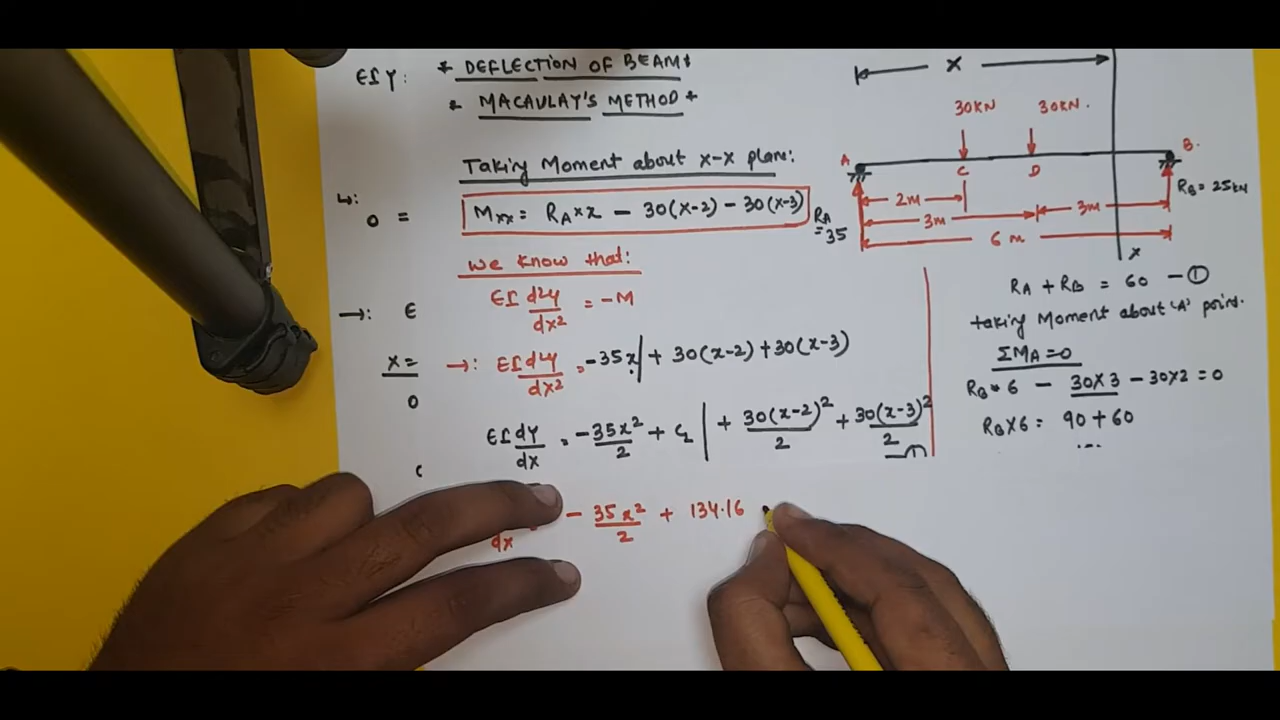 EIY:
* DEFLECTION OF BEAM *
* MACAULAY'S METHOD *
Taking Moment about x-x plane:
↳:
0 =
Mxx = RA×x - 30(x-2) - 30(x-3)
We know that:
→: E
EI d²y/dx² = -M
x=
0
→: EI d²y/dx² = -35x | + 30(x-2) + 30(x-3)
EI dy/dx = -35x²/2 + C₁ | + 30(x-2)²/2 + 30(x-3)²/2 -①
dx - 35x²/2 + 134.16
X
30KN 30KN.
A B.
C D
RA = 35
RB = 25KN
2m
3m 3m
6 m
x
RA + RB = 60 -①
taking Moment about 'A' point.
ΣMA = 0
RB * 6 - 30X3 - 30X2 = 0
RB X 6 = 90 + 60
...